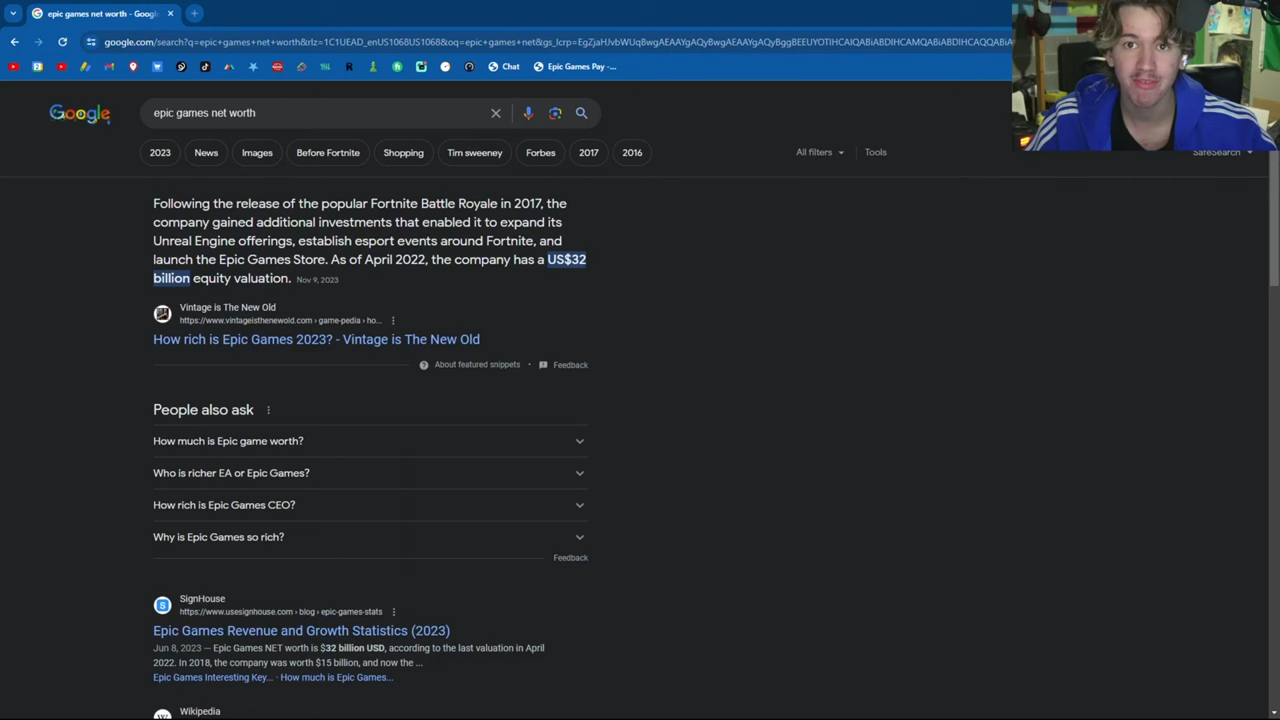 epic games net worth - Google
google.com/search?q=epic+games+net+worth&rlz=1C1UEAD_enUS1068US1068&oq=epic+games+net&gs_lcrp=
Chat
Epic Games Pay -...
Google
epic games net worth
2023
News
Images
Before Fortnite
Shopping
Tim sweeney
Forbes
2017
2016
All filters
Tools
SafeSearch
Following the release of the popular Fortnite Battle Royale in 2017, the
company gained additional investments that enabled it to expand its
Unreal Engine offerings, establish esport events around Fortnite, and
launch the Epic Games Store. As of April 2022, the company has a US$32
billion equity valuation. Nov 9, 2023
Vintage is The New Old
https://www.vintageisthenewold.com › game-pedia › ho...
How rich is Epic Games 2023? - Vintage is The New Old
About featured snippets • Feedback
People also ask
How much is Epic game worth?
Who is richer EA or Epic Games?
How rich is Epic Games CEO?
Why is Epic Games so rich?
Feedback
SignHouse
https://www.usesignhouse.com › blog › epic-games-stats
Epic Games Revenue and Growth Statistics (2023)
Jun 8, 2023 — Epic Games NET worth is $32 billion USD, according to the last valuation in April
2022. In 2018, the company was worth $15 billion, and now the ...
Epic Games Interesting Key... · How much is Epic Games...
Wikipedia